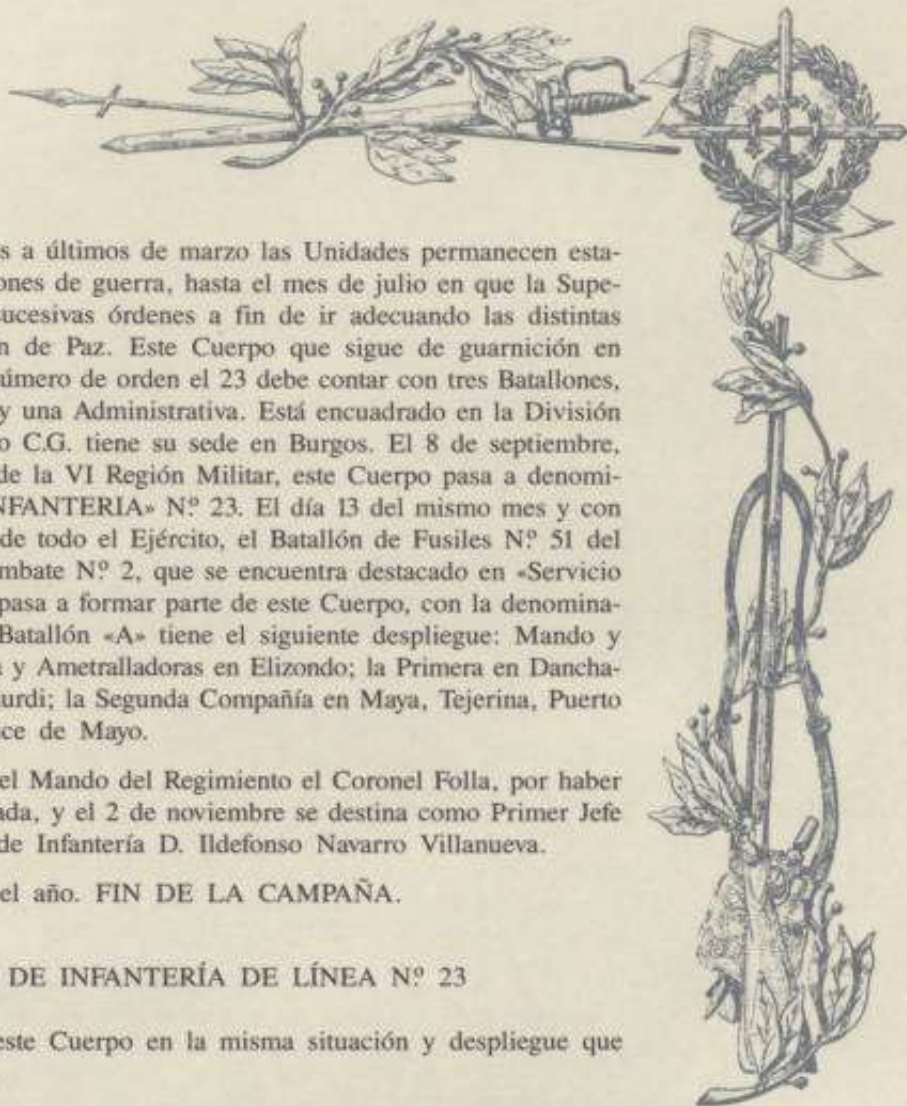 s a últimos de marzo las Unidades permanecen esta-
ones de guerra, hasta el mes de julio en que la Supe-
sucesivas órdenes a fin de ir adecuando las distintas
n de Paz. Este Cuerpo que sigue de guarnición en
úmero de orden el 23 debe contar con tres Batallones,
y una Administrativa. Está encuadrado en la División
o C.G. tiene su sede en Burgos. El 8 de septiembre,
de la VI Región Militar, este Cuerpo pasa a denomi-
NFANTERIA» N.º 23. El día 13 del mismo mes y con
de todo el Ejército, el Batallón de Fusiles N.º 51 del
mbate N.º 2, que se encuentra destacado en «Servicio
pasa a formar parte de este Cuerpo, con la denomina-
Batallón «A» tiene el siguiente despliegue: Mando y
a y Ametralladoras en Elizondo; la Primera en Dancha-
urdi; la Segunda Compañía en Maya, Tejerina, Puerto
ce de Mayo.
el Mando del Regimiento el Coronel Folla, por haber
ada, y el 2 de noviembre se destina como Primer Jefe
de Infantería D. Ildefonso Navarro Villanueva.
el año. FIN DE LA CAMPAÑA.
DE INFANTERÍA DE LÍNEA N.º 23
este Cuerpo en la misma situación y despliegue que